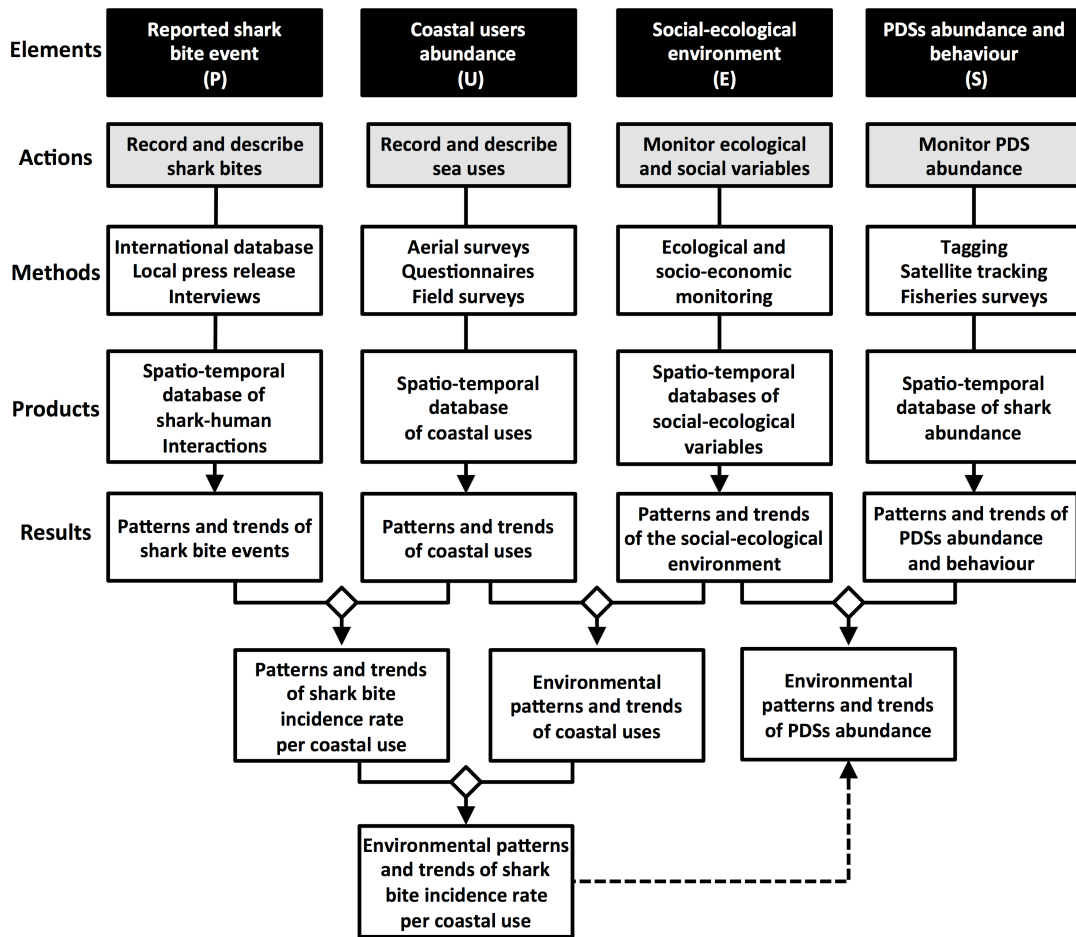 Elements
Reported shark
bite event
(P)
Coastal users
abundance
(U)
Social-ecological
environment
(E)
PDSs abundance and
behaviour
(S)
Actions
Record and describe
shark bites
Record and describe
sea uses
Monitor ecological
and social variables
Monitor PDS
abundance
Methods
International database
Local press release
Interviews
Aerial surveys
Questionnaires
Field surveys
Ecological and
socio-economic
monitoring
Tagging
Satellite tracking
Fisheries surveys
Products
Spatio-temporal
database of
shark-human
Interactions
Spatio-temporal
database
of coastal uses
Spatio-temporal
databases of
social-ecological
variables
Spatio-temporal
database of shark
abundance
Results
Patterns and trends of
shark bite events
Patterns and trends
of coastal uses
Patterns and trends
of the social-ecological
environment
Patterns and trends of
PDSs abundance
and behaviour
Patterns and trends
of shark bite
incidence rate
per coastal use
Environmental
patterns and trends
of coastal uses
Environmental
patterns and trends
of PDSs abundance
Environmental patterns
and trends of shark
bite incidence rate
per coastal use